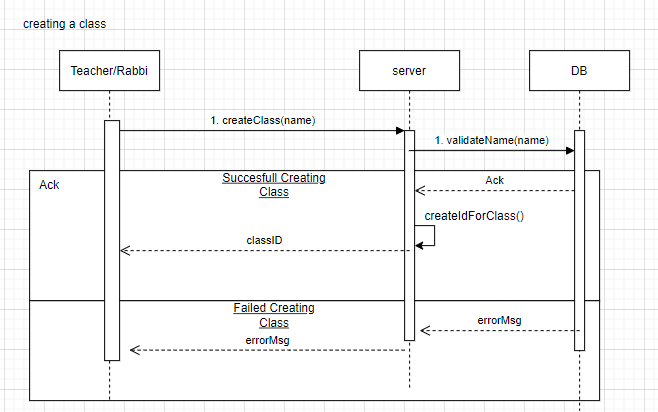 creating a class
Teacher/Rabbi
server
DB
1. createClass(name)
1. validateName(name)
Ack
Succesfull Creating
Class
Ack
createIdForClass()
classID
Failed Creating
Class
errorMsg
errorMsg